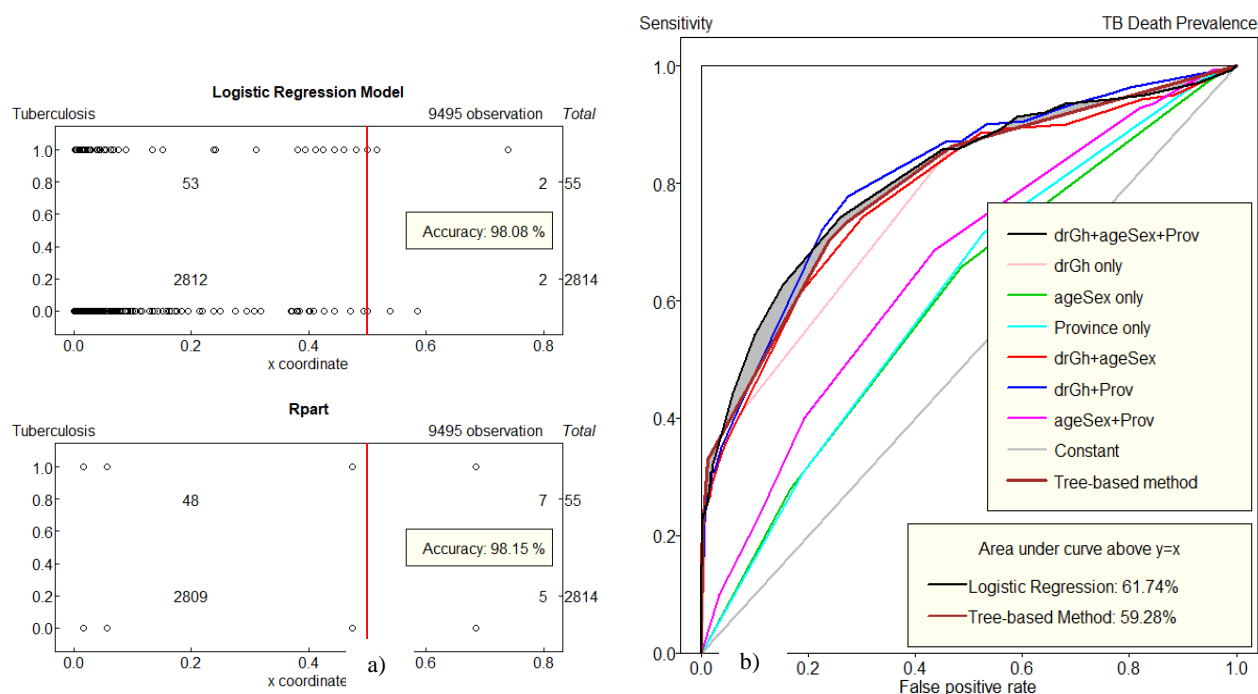 Logistic Regression Model
Tuberculosis 9495 observation Total
1.0
0.8 53 2 55
0.6
Accuracy: 98.08 %
0.4
0.2 2812 2 2814
0.0
0.0 0.2 0.4 0.6 0.8
x coordinate
Rpart
Tuberculosis 9495 observation Total
1.0
0.8 48 7 55
0.6
Accuracy: 98.15 %
0.4
0.2 2809 5 2814
0.0
0.0 0.2 0.4 0.6 0.8
x coordinate
a)
Sensitivity TB Death Prevalence
1.0
0.8
0.6
0.4
0.2
0.0
drGh+ageSex+Prov
drGh only
ageSex only
Province only
drGh+ageSex
drGh+Prov
ageSex+Prov
Constant
Tree-based method
Area under curve above y=x
Logistic Regression: 61.74%
Tree-based Method: 59.28%
0.0 0.2 0.4 0.6 0.8 1.0
False positive rate
b)